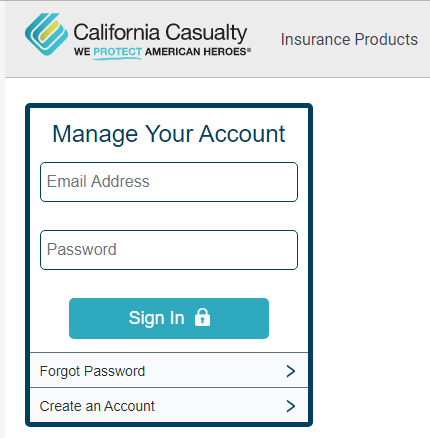 California Casualty
WE PROTECT AMERICAN HEROES®
Insurance Products
Manage Your Account
Email Address
Password
Sign In
Forgot Password
Create an Account